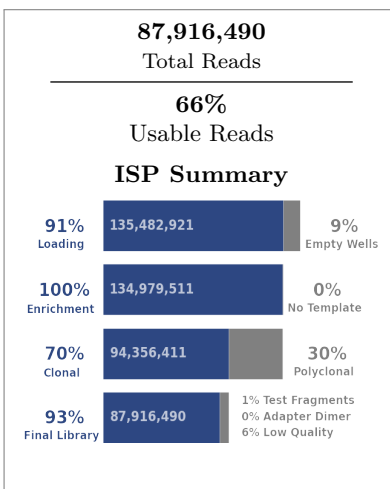 87,916,490
Total Reads
66%
Usable Reads
ISP Summary
91%
Loading
135,482,921
9%
Empty Wells
100%
Enrichment
134,979,511
0%
No Template
70%
Clonal
94,356,411
30%
Polyclonal
93%
Final Library
87,916,490
1% Test Fragments
0% Adapter Dimer
6% Low Quality